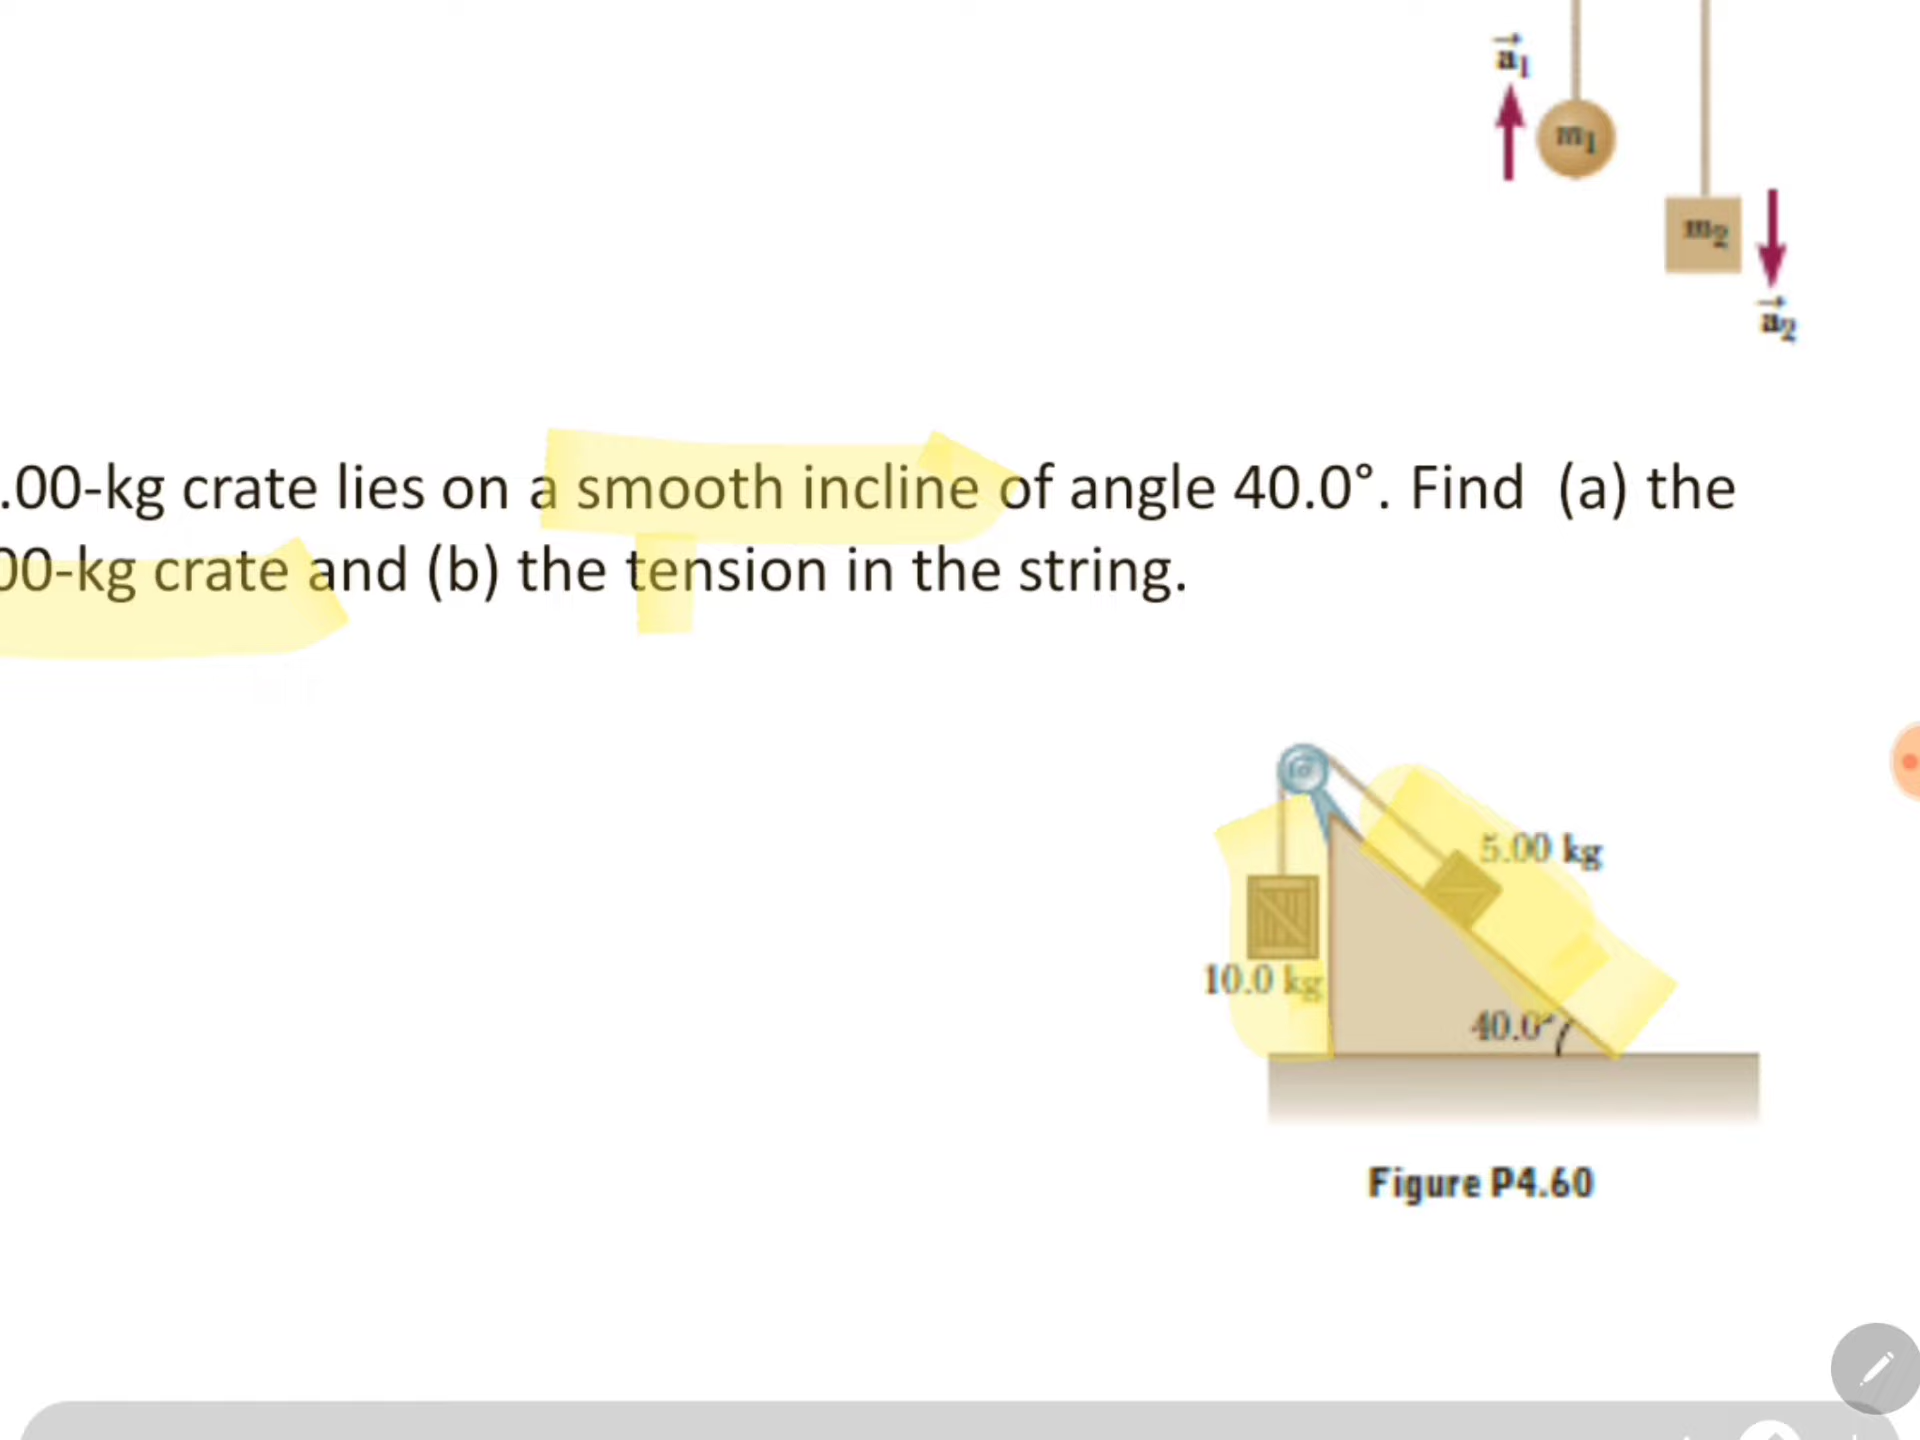 a₁
m₁
m₂
a₂
.00-kg crate lies on a smooth incline of angle 40.0°. Find (a) the
00-kg crate and (b) the tension in the string.
5.00 kg
10.0 kg
40.0°
Figure P4.60